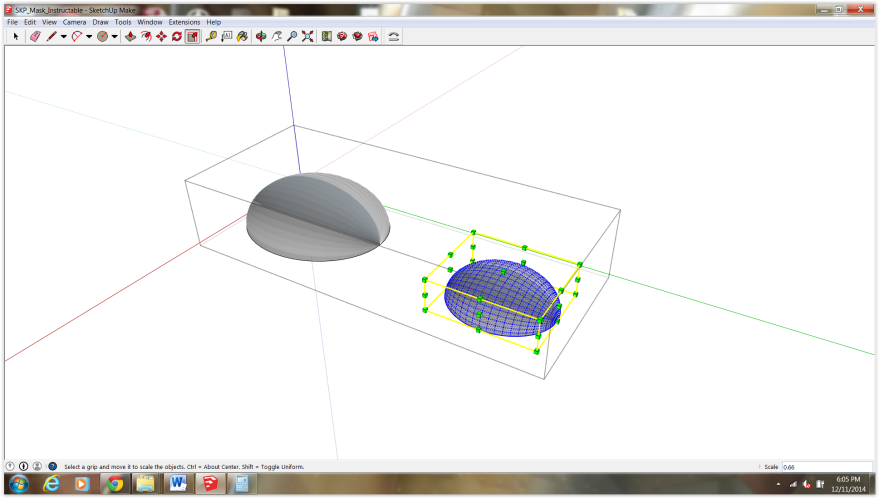 SKP_Mask_Instructable - SketchUp Make
File Edit View Camera Draw Tools Window Extensions Help
Select a grip and move it to scale the objects. Ctrl = About Center. Shift = Toggle Uniform.
Scale 0.66
6:05 PM
12/11/2014